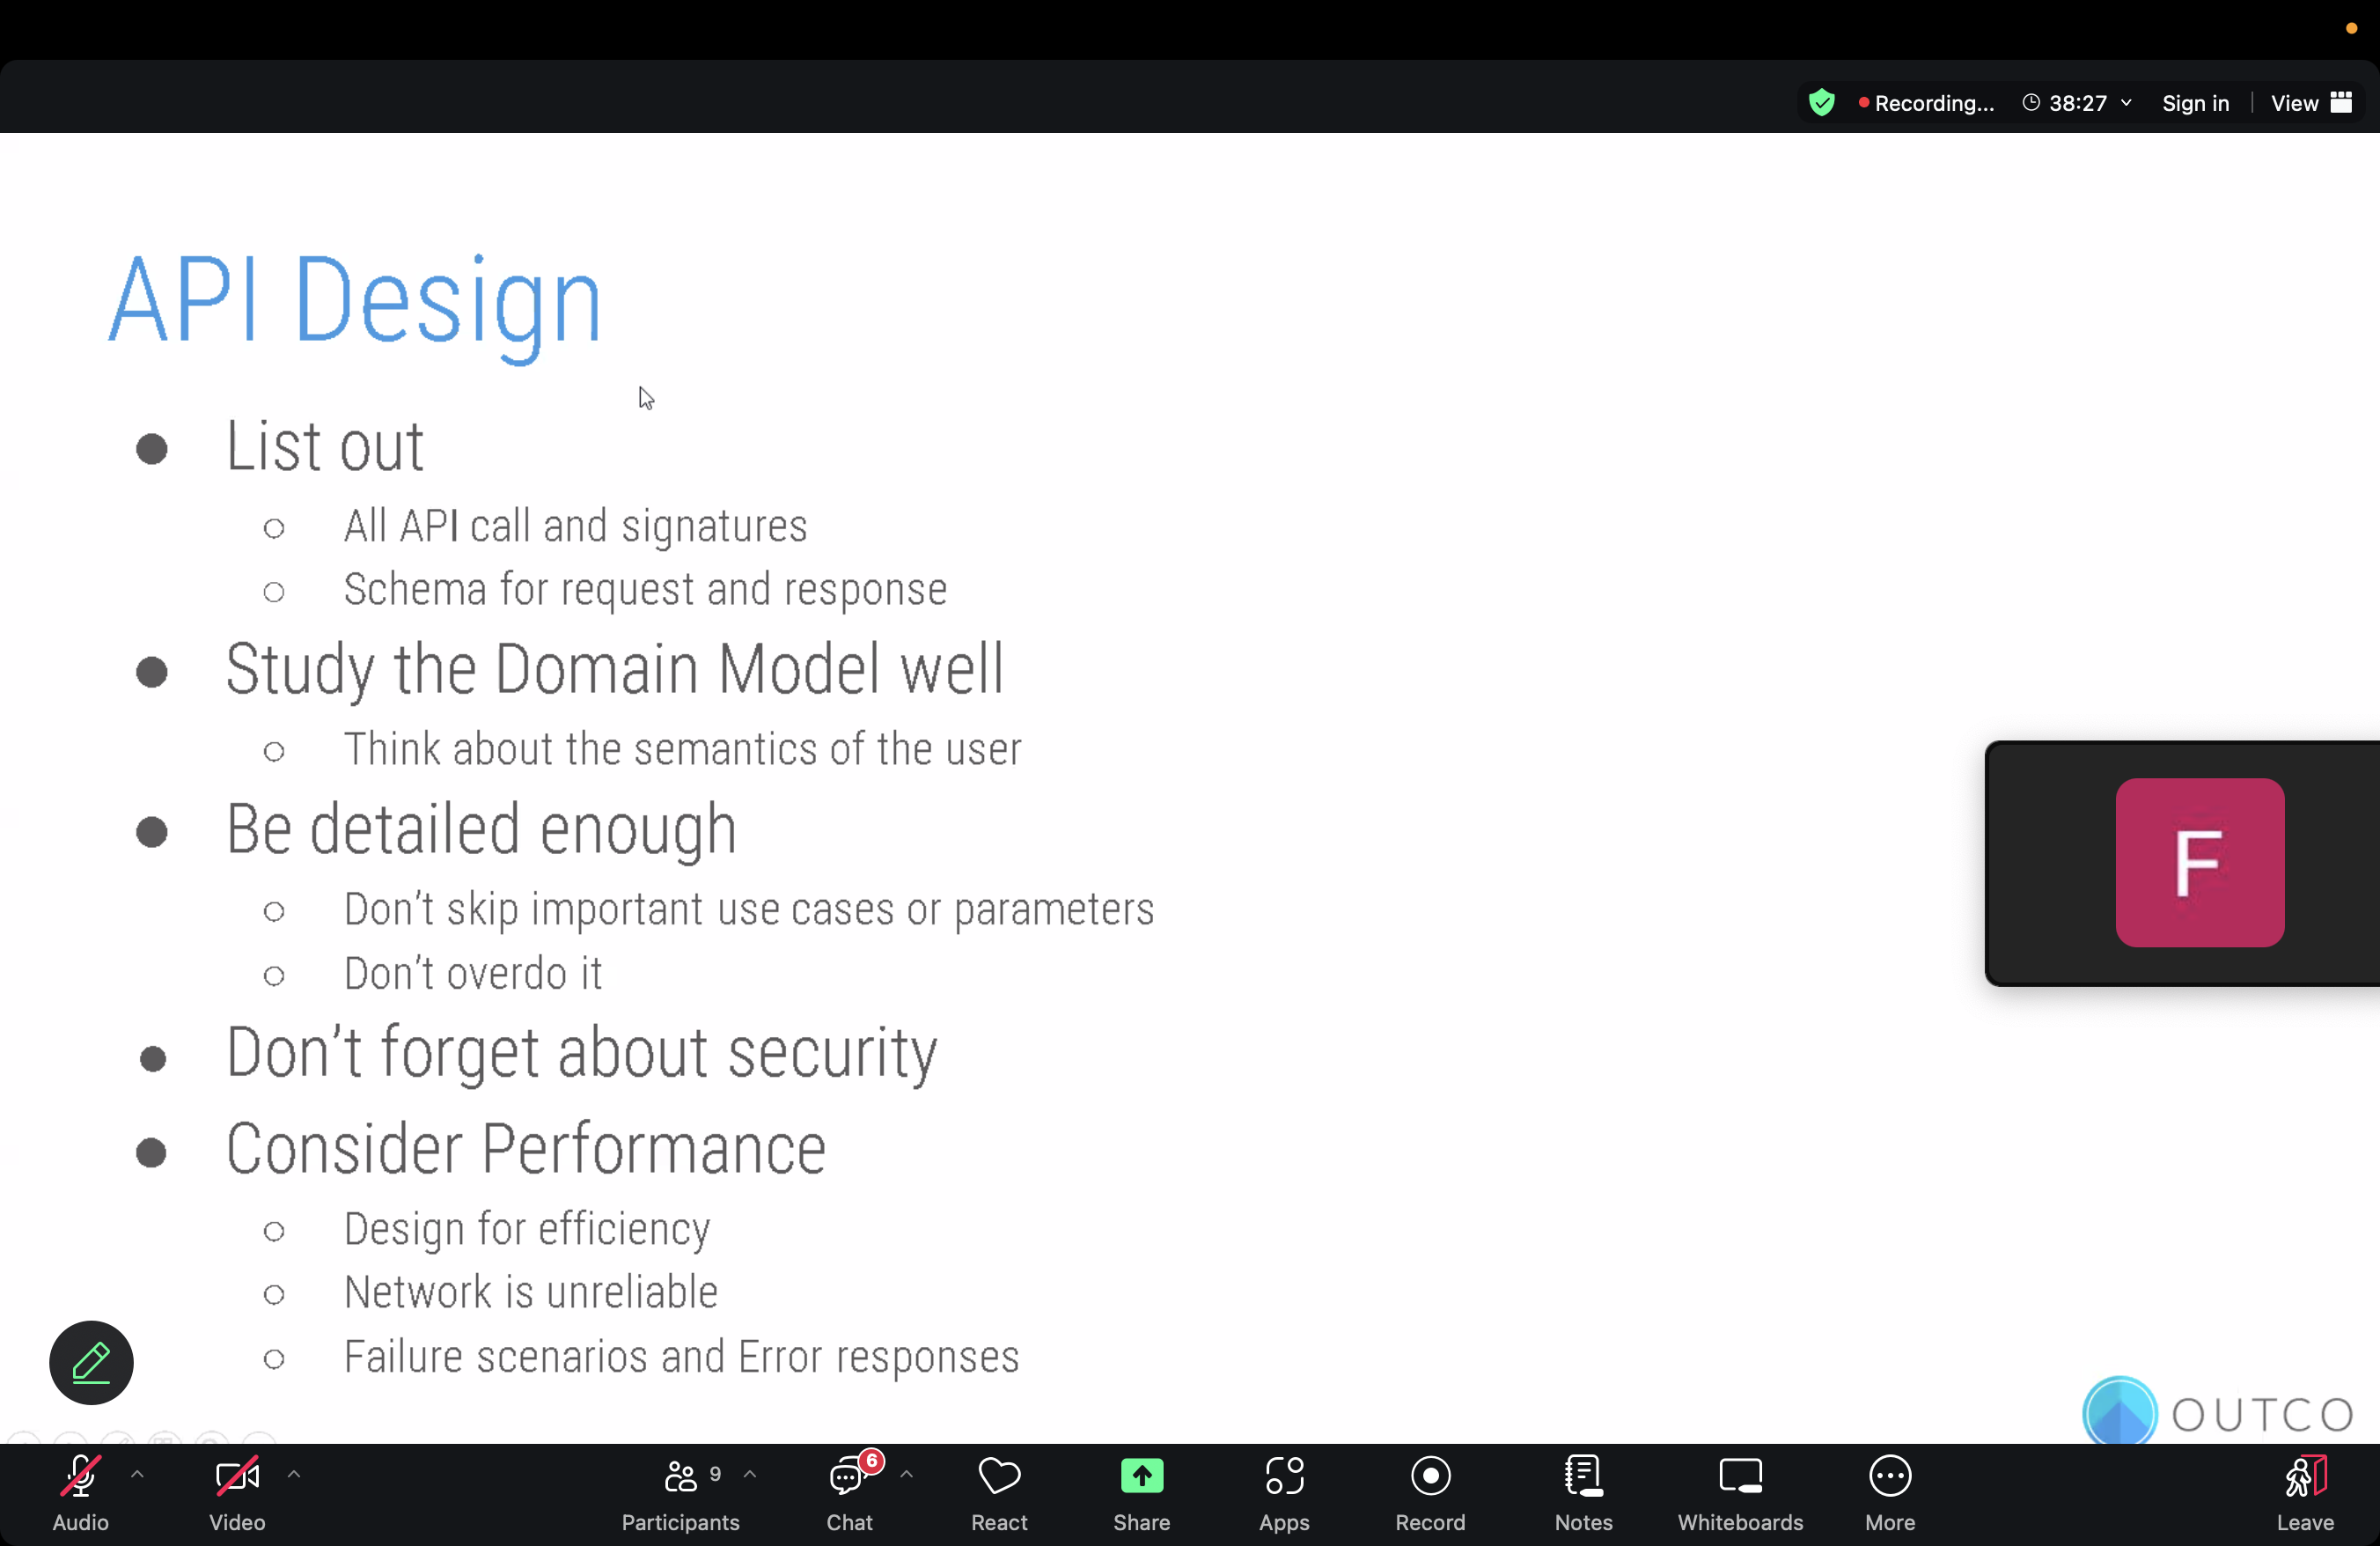 Recording... 38:27 Sign in View
API Design
List out
All API call and signatures
Schema for request and response
Study the Domain Model well
Think about the semantics of the user
Be detailed enough
Don't skip important use cases or parameters
Don't overdo it
Don't forget about security
Consider Performance
Design for efficiency
Network is unreliable
Failure scenarios and Error responses
F
OUTCO
9 6
Audio Video Participants Chat React Share Apps Record Notes Whiteboards More Leave